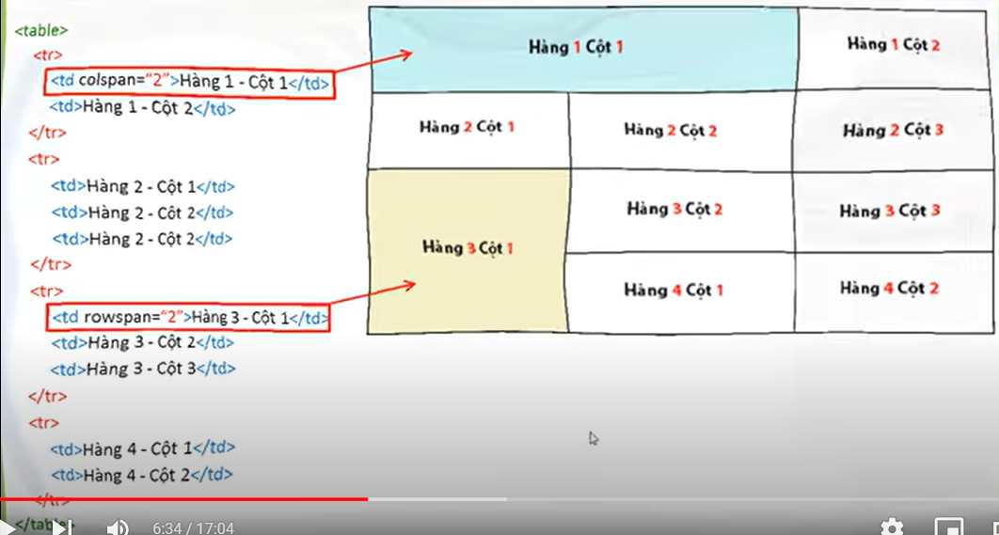 <table>
<tr>
<td colspan="2">Hàng 1 - Cột 1</td>
<td>Hàng 1 - Cột 2</td>
</tr>
<tr>
<td>Hàng 2 - Cột 1</td>
<td>Hàng 2 - Cột 2</td>
<td>Hàng 2 - Cột 2</td>
</tr>
<tr>
<td rowspan="2">Hàng 3 - Cột 1</td>
<td>Hàng 3 - Cột 2</td>
<td>Hàng 3 - Cột 3</td>
</tr>
<tr>
<td>Hàng 4 - Cột 1</td>
<td>Hàng 4 - Cột 2</td>
</tr>
</table>
Hàng 1 Cột 1
Hàng 1 Cột 2
Hàng 2 Cột 1
Hàng 2 Cột 2
Hàng 2 Cột 3
Hàng 3 Cột 1
Hàng 3 Cột 2
Hàng 3 Cột 3
Hàng 4 Cột 1
Hàng 4 Cột 2
6:34 / 17:04